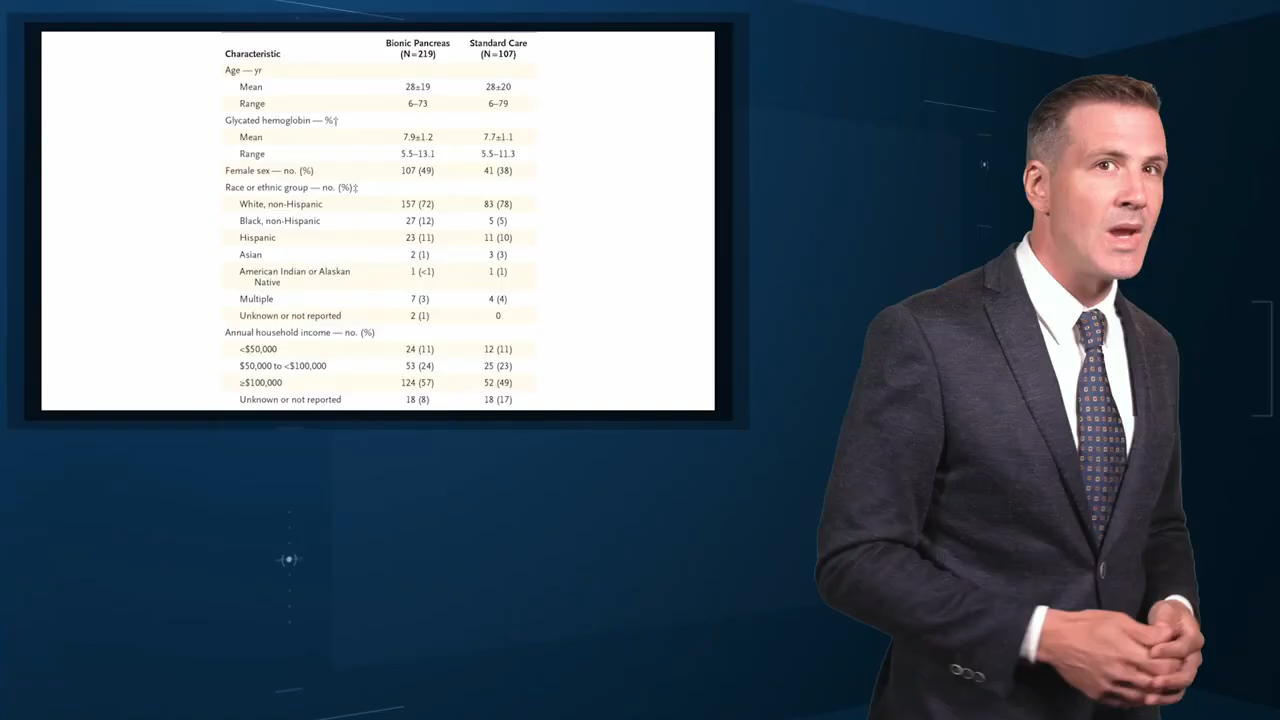 Characteristic Bionic Pancreas (N=219) Standard Care (N=107)
Age — yr
Mean 28±19 28±20
Range 6–73 6–79
Glycated hemoglobin — %†
Mean 7.9±1.2 7.7±1.1
Range 5.5–13.1 5.5–11.3
Female sex — no. (%) 107 (49) 41 (38)
Race or ethnic group — no. (%)‡
White, non-Hispanic 157 (72) 83 (78)
Black, non-Hispanic 27 (12) 5 (5)
Hispanic 23 (11) 11 (10)
Asian 2 (1) 3 (3)
American Indian or Alaskan Native 1 (<1) 1 (1)
Multiple 7 (3) 4 (4)
Unknown or not reported 2 (1) 0
Annual household income — no. (%)
<$50,000 24 (11) 12 (11)
$50,000 to <$100,000 53 (24) 25 (23)
≥$100,000 124 (57) 52 (49)
Unknown or not reported 18 (8) 18 (17)